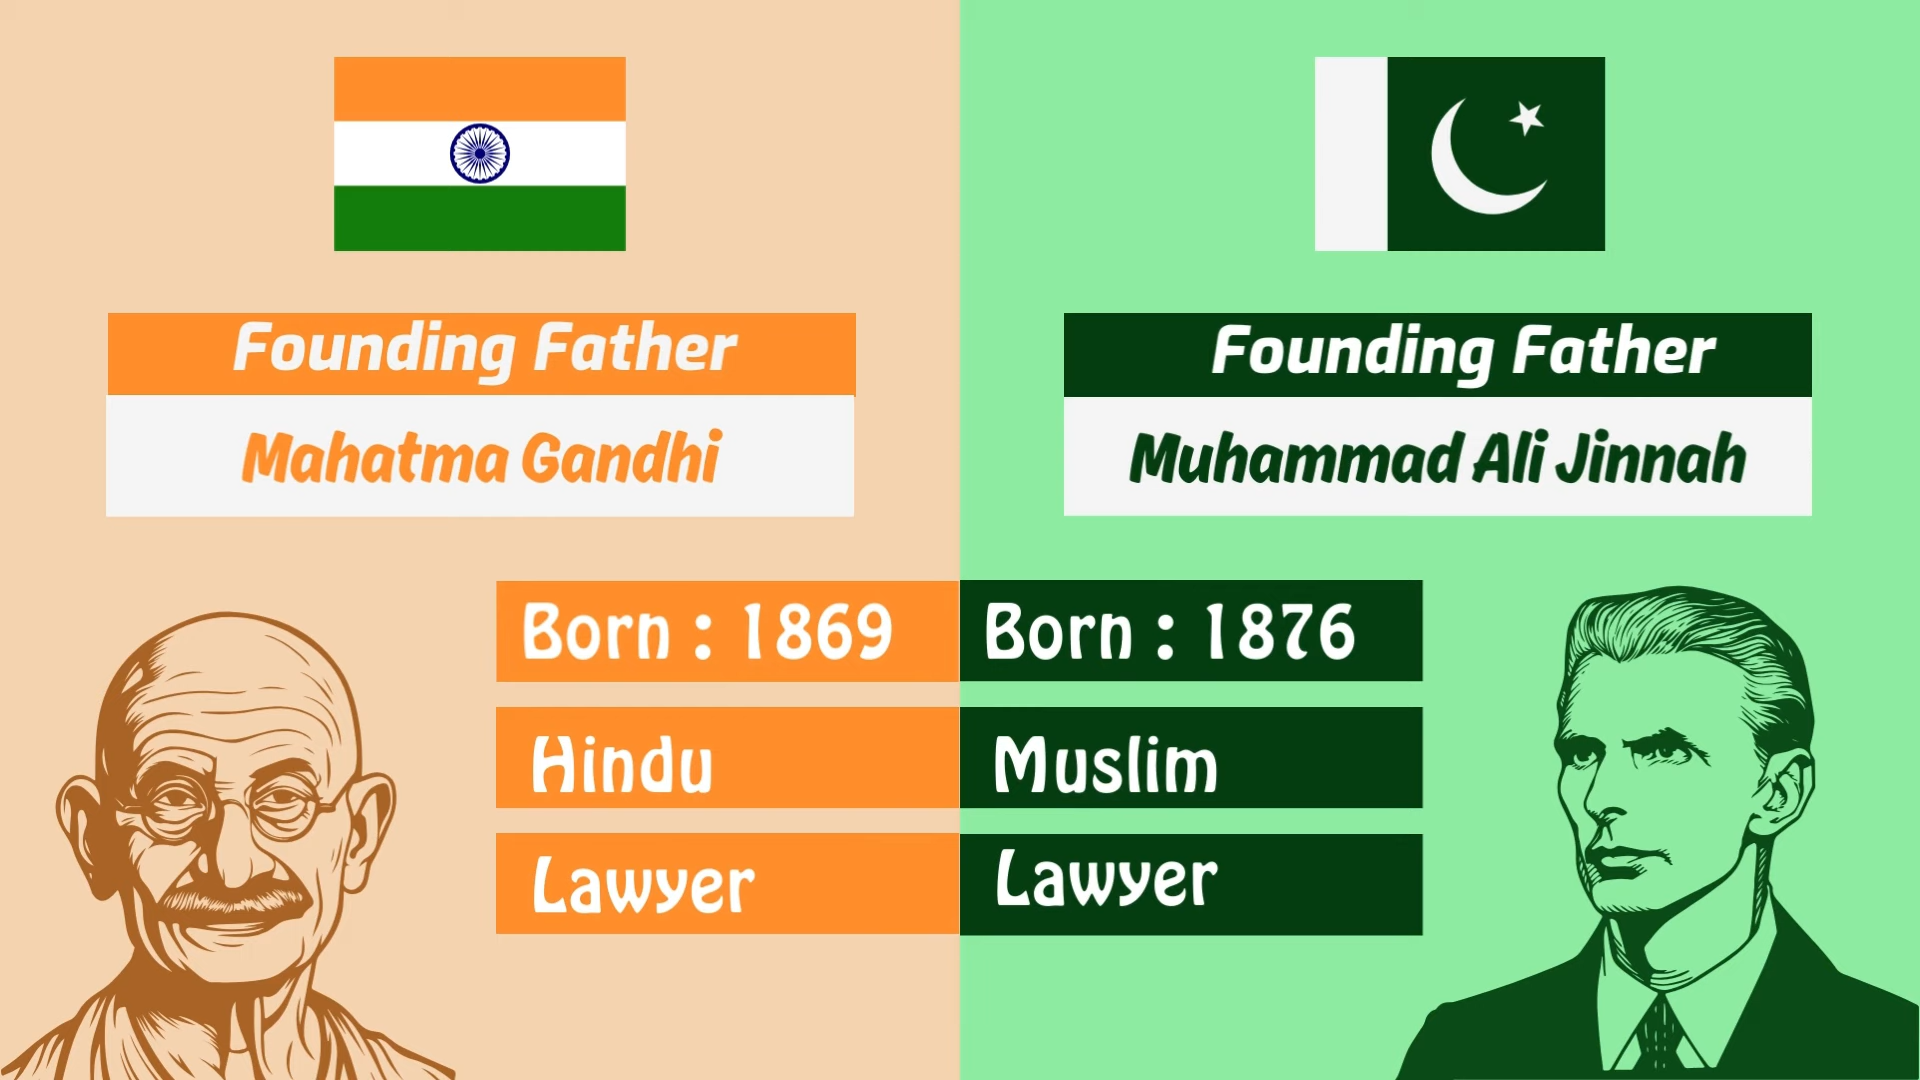 Founding Father
Mahatma Gandhi
Born : 1869
Hindu
Lawyer
Founding Father
Muhammad Ali Jinnah
Born : 1876
Muslim
Lawyer